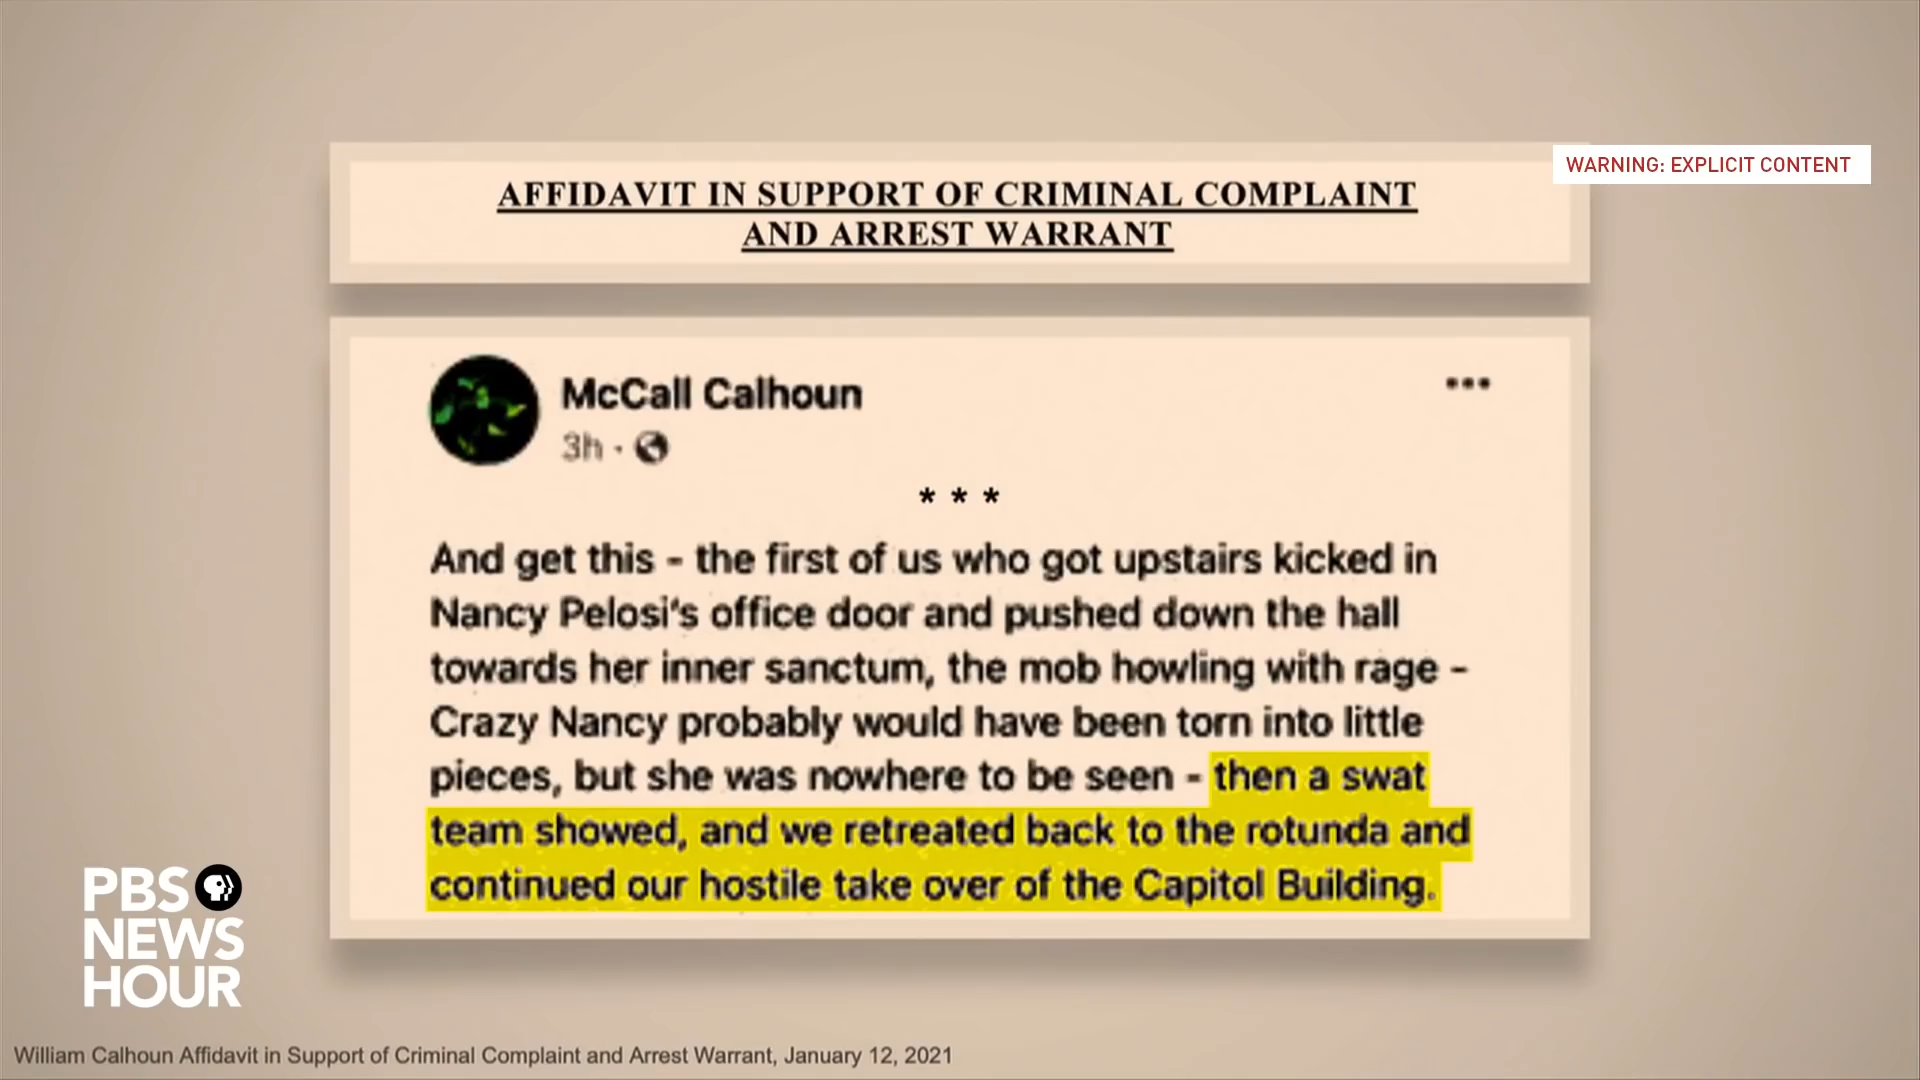 WARNING: EXPLICIT CONTENT
AFFIDAVIT IN SUPPORT OF CRIMINAL COMPLAINT
AND ARREST WARRANT
McCall Calhoun
3h ·
* * *
And get this - the first of us who got upstairs kicked in
Nancy Pelosi's office door and pushed down the hall
towards her inner sanctum, the mob howling with rage -
Crazy Nancy probably would have been torn into little
pieces, but she was nowhere to be seen - then a swat
team showed, and we retreated back to the rotunda and
continued our hostile take over of the Capitol Building.
PBS
NEWS
HOUR
William Calhoun Affidavit in Support of Criminal Complaint and Arrest Warrant, January 12, 2021